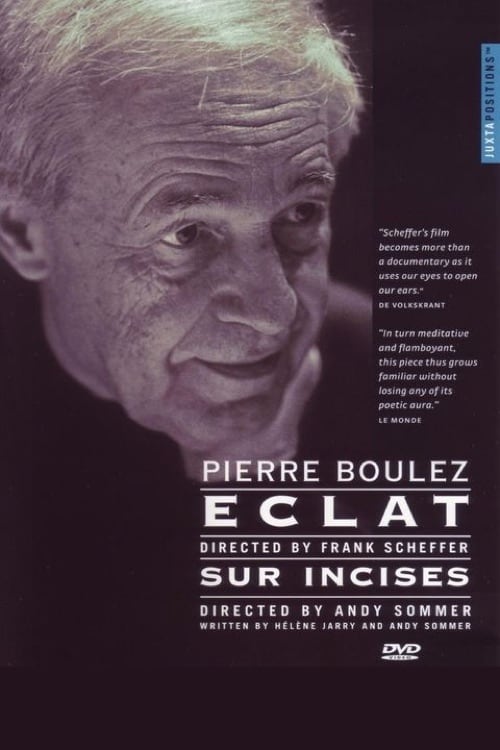 JUXTAPOSITIONS™
"Scheffer's film
becomes more than
a documentary as it
uses our eyes to open
our ears."
DE VOLKSKRANT
"In turn meditative
and flamboyant,
this piece thus grows
familiar without
losing any of its
poetic aura."
LE MONDE
PIERRE BOULEZ
ECLAT
DIRECTED BY FRANK SCHEFFER
SUR INCISES
DIRECTED BY ANDY SOMMER
WRITTEN BY HÉLÈNE JARRY AND ANDY SOMMER
DVD
VIDEO